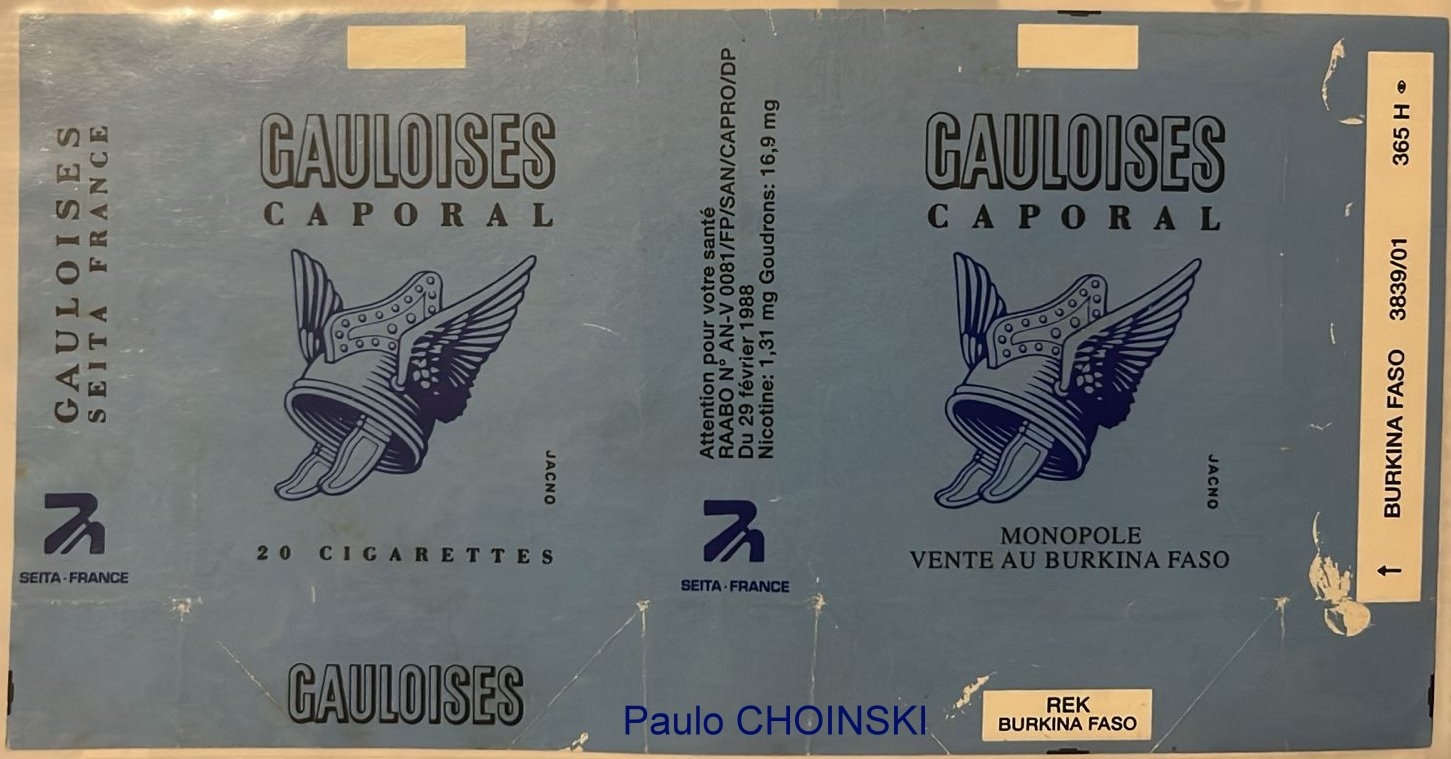 GAULOISES
SEITA FRANCE
SEITA·FRANCE
GAULOISES
CAPORAL
JACNO
20 CIGARETTES
GAULOISES
Attention pour votre santé
RAABO N° AN-V 0081/FP/SAN/CAPRO/DP
Du 29 février 1988
Nicotine: 1,31 mg Goudrons: 16,9 mg
SEITA·FRANCE
GAULOISES
CAPORAL
JACNO
MONOPOLE
VENTE AU BURKINA FASO
REK
BURKINA FASO
↑ BURKINA FASO 3839/01 365 H
Paulo CHOINSKI